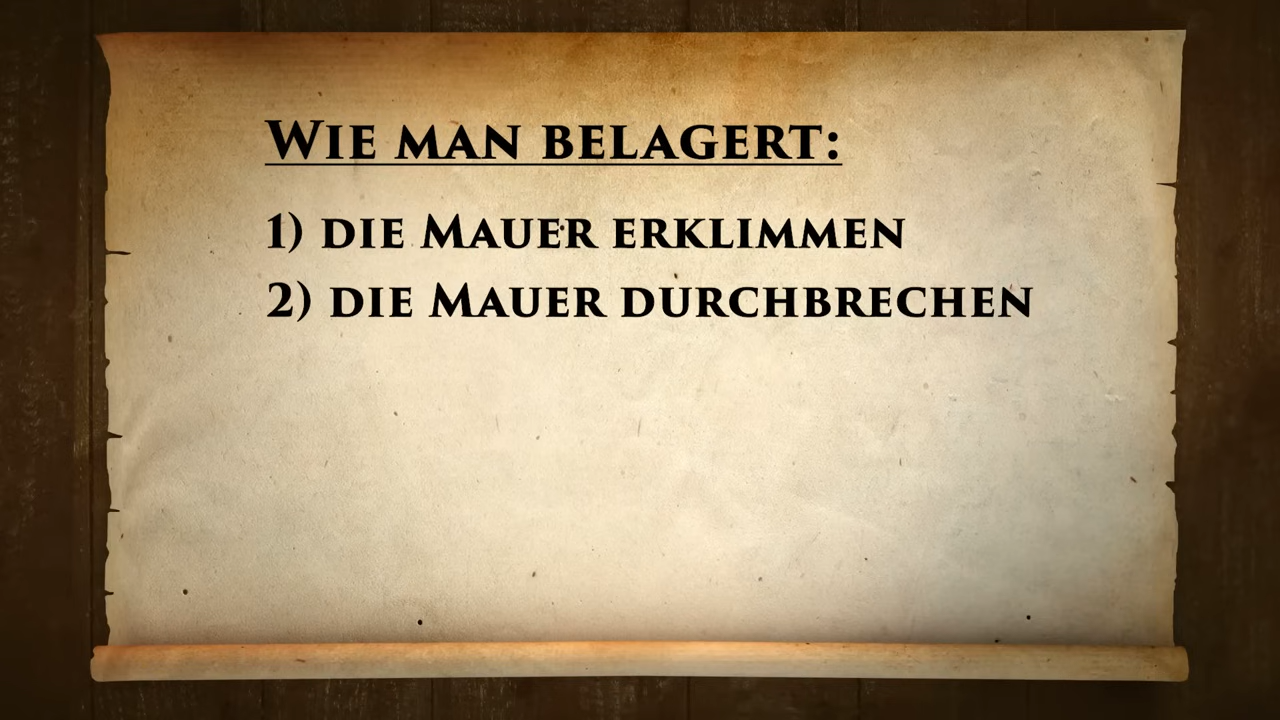 Wie man belagert:
1) die Mauer erklimmen
2) die Mauer durchbrechen